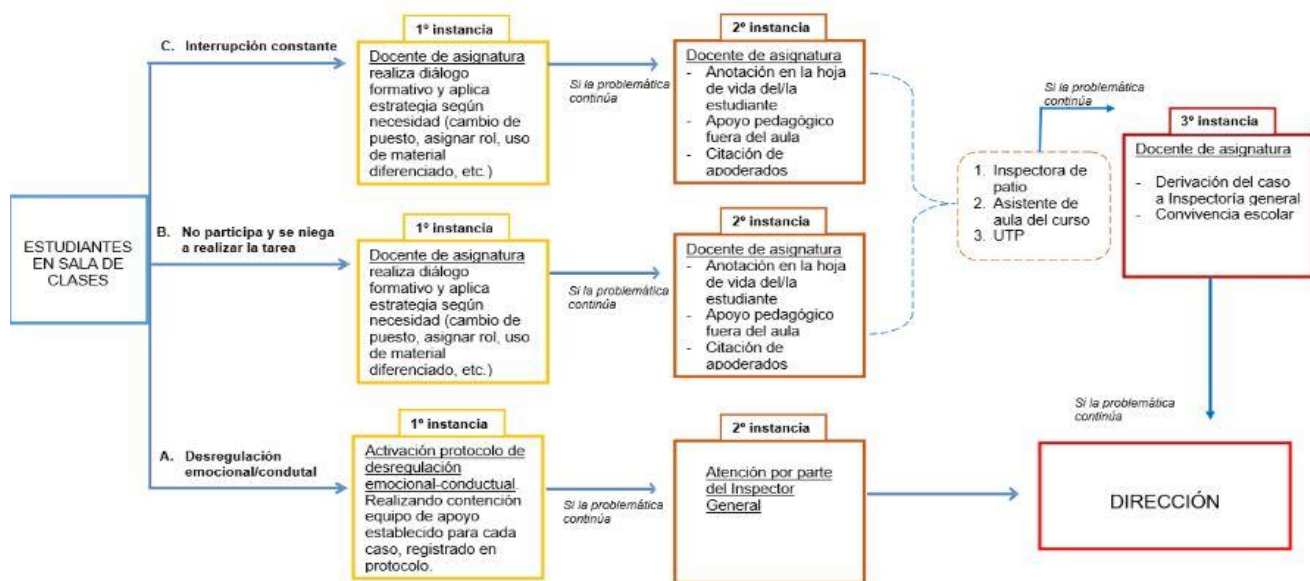 C. Interrupción constante
1º instancia
Docente de asignatura
realiza diálogo
formativo y aplica
estrategia según
necesidad (cambio de
puesto, asignar rol, uso
de material
diferenciado, etc.)
Si la problemática
continúa
2º instancia
Docente de asignatura
- Anotación en la hoja
de vida del/la
estudiante
- Apoyo pedagógico
fuera del aula
- Citación de
apoderados
Si la problemática
continúa
1. Inspectora de
patio
2. Asistente de
aula del curso
3. UTP
3º instancia
Docente de asignatura
- Derivación del caso
a Inspectoría general
- Convivencia escolar
ESTUDIANTES
EN SALA DE
CLASES
B. No participa y se niega
a realizar la tarea
1º instancia
Docente de asignatura
realiza diálogo
formativo y aplica
estrategia según
necesidad (cambio de
puesto, asignar rol, uso
de material
diferenciado, etc.)
Si la problemática
continúa
2º instancia
Docente de asignatura
- Anotación en la hoja
de vida del/la
estudiante
- Apoyo pedagógico
fuera del aula
- Citación de
apoderados
Si la problemática
continúa
A. Desregulación
emocional/condutal
1º instancia
Activación protocolo de
desregulación
emocional-conductual.
Realizando contención
equipo de apoyo
establecido para cada
caso, registrado en
protocolo.
Si la problemática
continúa
2º instancia
Atención por parte
del Inspector
General
DIRECCIÓN